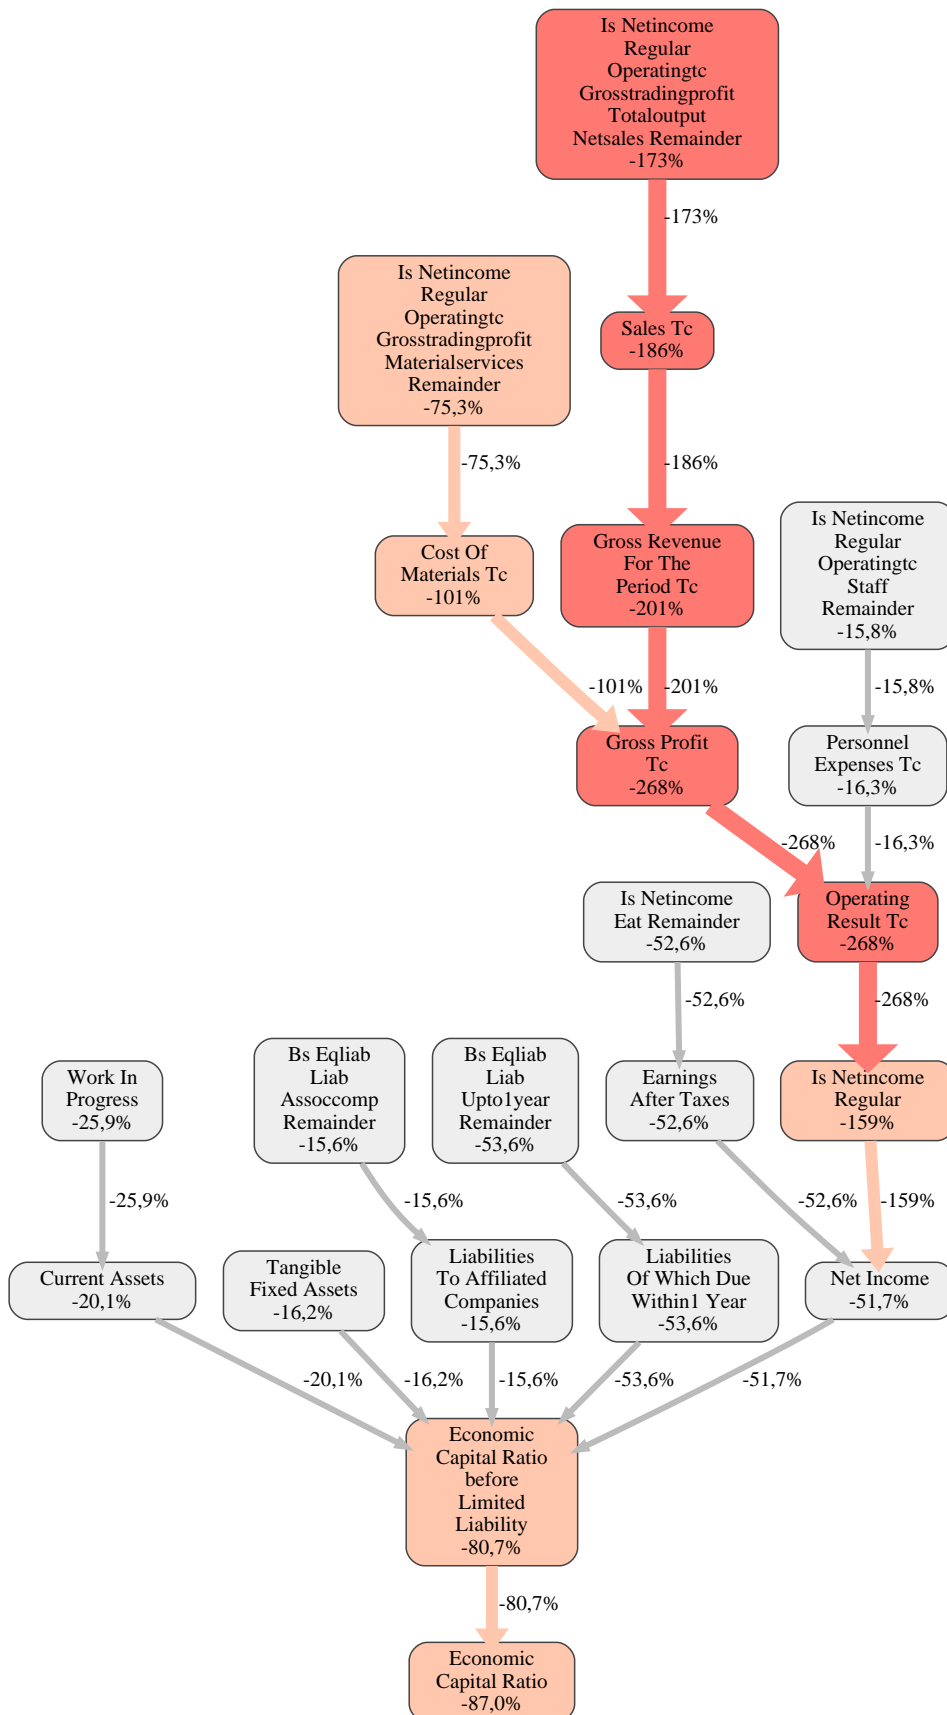 Is Netincome
Regular
Operatingtc
Grosstradingprofit
Totaloutput
Netsales Remainder
-173%
-173%
Is Netincome
Regular
Operatingtc
Grosstradingprofit
Materialservices
Remainder
-75,3%
Sales Tc
-186%
-75,3%
-186%
Is Netincome
Regular
Operatingtc
Staff
Remainder
-15,8%
Cost Of
Materials Tc
-101%
Gross Revenue
For The
Period Tc
-201%
-101%
-201%
-15,8%
Gross Profit
Tc
-268%
Personnel
Expenses Tc
-16,3%
-268%
-16,3%
Is Netincome
Eat Remainder
-52,6%
Operating
Result Tc
-268%
-52,6%
-268%
Work In
Progress
-25,9%
Bs Eqliab
Liab
Assoccomp
Remainder
-15,6%
Bs Eqliab
Liab
Upto1year
Remainder
-53,6%
Earnings
After Taxes
-52,6%
Is Netincome
Regular
-159%
-25,9%
-15,6%
-53,6%
-52,6%
-159%
Current Assets
-20,1%
Tangible
Fixed Assets
-16,2%
Liabilities
To Affiliated
Companies
-15,6%
Liabilities
Of Which Due
Within1 Year
-53,6%
Net Income
-51,7%
-20,1%
-16,2%
-15,6%
-53,6%
-51,7%
Economic
Capital Ratio
before
Limited
Liability
-80,7%
-80,7%
Economic
Capital Ratio
-87,0%